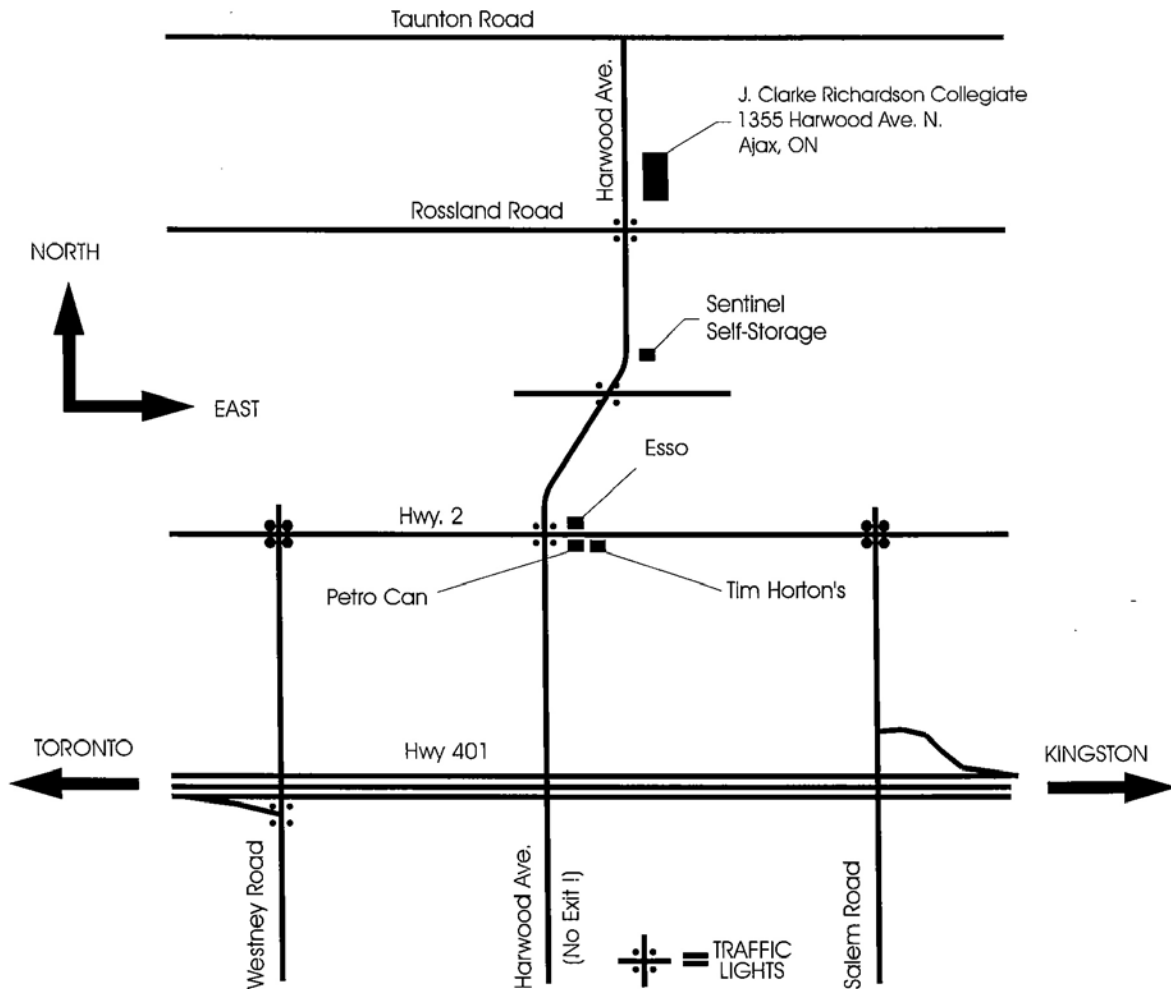 Taunton Road
Harwood Ave.
J. Clarke Richardson Collegiate
1355 Harwood Ave. N.
Ajax, ON
Rossland Road
NORTH
EAST
Sentinel
Self-Storage
Esso
Hwy. 2
Petro Can
Tim Horton's
TORONTO
Hwy 401
KINGSTON
Westney Road
Harwood Ave.
(No Exit !)
Salem Road
TRAFFIC
LIGHTS